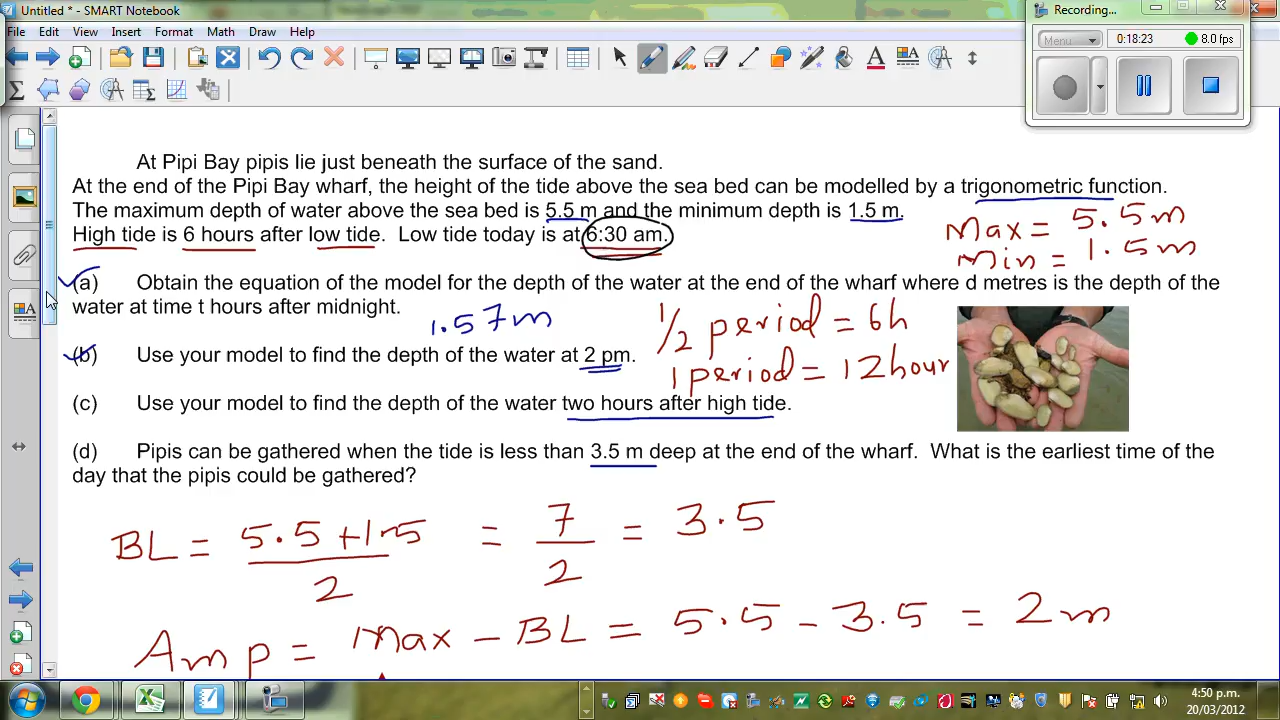 Untitled * - SMART Notebook
Recording...
File Edit View Insert Format Math Draw Help
Menu
0:18:23
8.0 fps
At Pipi Bay pipis lie just beneath the surface of the sand.
At the end of the Pipi Bay wharf, the height of the tide above the sea bed can be modelled by a trigonometric function.
The maximum depth of water above the sea bed is 5.5 m and the minimum depth is 1.5 m.
High tide is 6 hours after low tide. Low tide today is at 6:30 am.
Max = 5.5m
Min = 1.5m
(a) Obtain the equation of the model for the depth of the water at the end of the wharf where d metres is the depth of the
water at time t hours after midnight.
1.57m
1/2 period = 6h
(b) Use your model to find the depth of the water at 2 pm.
1 period = 12hour
(c) Use your model to find the depth of the water two hours after high tide.
(d) Pipis can be gathered when the tide is less than 3.5 m deep at the end of the wharf. What is the earliest time of the
day that the pipis could be gathered?
BL = 5.5+1.5 / 2 = 7 / 2 = 3.5
Amp = Max - BL = 5.5 - 3.5 = 2m
4:50 p.m.
20/03/2012